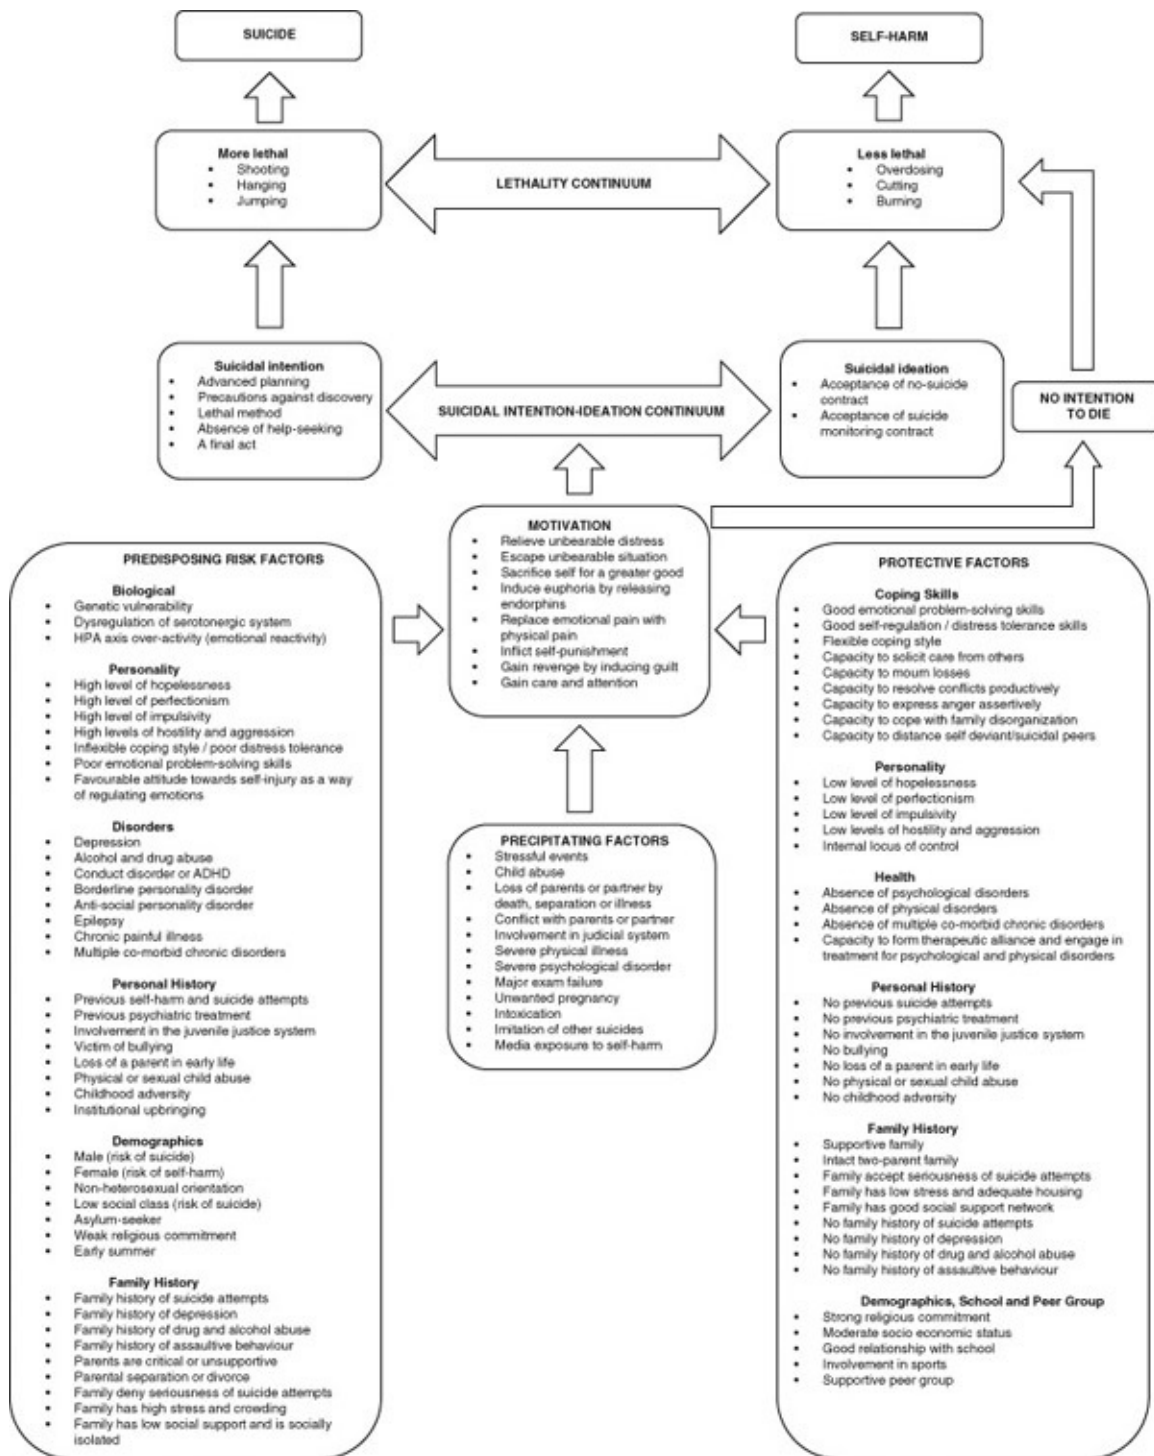 SUICIDE
SELF-HARM
More lethal
Shooting
Hanging
Jumping
LETHALITY CONTINUUM
Less lethal
Overdosing
Cutting
Burning
Suicidal intention
Advanced planning
Precautions against discovery
Lethal method
Absence of help-seeking
A final act
SUICIDAL INTENTION-IDEATION CONTINUUM
Suicidal ideation
Acceptance of no-suicide
contract
Acceptance of suicide
monitoring contract
NO INTENTION
TO DIE
MOTIVATION
Relieve unbearable distress
Escape unbearable situation
Sacrifice self for a greater good
Induce euphoria by releasing
endorphins
Replace emotional pain with
physical pain
Inflict self-punishment
Gain revenge by inducing guilt
Gain care and attention
PREDISPOSING RISK FACTORS
Biological
Genetic vulnerability
Dysregulation of serotonergic system
HPA axis over-activity (emotional reactivity)
Personality
High level of hopelessness
High level of perfectionism
High level of impulsivity
High levels of hostility and aggression
Inflexible coping style / poor distress tolerance
Poor emotional problem-solving skills
Favourable attitude towards self-injury as a way
of regulating emotions
Disorders
Depression
Alcohol and drug abuse
Conduct disorder or ADHD
Borderline personality disorder
Anti-social personality disorder
Epilepsy
Chronic painful illness
Multiple co-morbid chronic disorders
Personal History
Previous self-harm and suicide attempts
Previous psychiatric treatment
Involvement in the juvenile justice system
Victim of bullying
Loss of a parent in early life
Physical or sexual child abuse
Childhood adversity
Institutional upbringing
Demographics
Male (risk of suicide)
Female (risk of self-harm)
Non-heterosexual orientation
Low social class (risk of suicide)
Asylum-seeker
Weak religious commitment
Early summer
Family History
Family history of suicide attempts
Family history of depression
Family history of drug and alcohol abuse
Family history of assaultive behaviour
Parents are critical or unsupportive
Parental separation or divorce
Family deny seriousness of suicide attempts
Family has high stress and crowding
Family has low social support and is socially
isolated
PRECIPITATING FACTORS
Stressful events
Child abuse
Loss of parents or partner by
death, separation or illness
Conflict with parents or partner
Involvement in judicial system
Severe physical illness
Severe psychological disorder
Major exam failure
Unwanted pregnancy
Intoxication
Imitation of other suicides
Media exposure to self-harm
PROTECTIVE FACTORS
Coping Skills
Good emotional problem-solving skills
Good self-regulation / distress tolerance skills
Flexible coping style
Capacity to solicit care from others
Capacity to mourn losses
Capacity to resolve conflicts productively
Capacity to express anger assertively
Capacity to cope with family disorganization
Capacity to distance self deviant/suicidal peers
Personality
Low level of hopelessness
Low level of perfectionism
Low level of impulsivity
Low levels of hostility and aggression
Internal locus of control
Health
Absence of psychological disorders
Absence of physical disorders
Absence of multiple co-morbid chronic disorders
Capacity to form therapeutic alliance and engage in
treatment for psychological and physical disorders
Personal History
No previous suicide attempts
No previous psychiatric treatment
No involvement in the juvenile justice system
No bullying
No loss of a parent in early life
No physical or sexual child abuse
No childhood adversity
Family History
Supportive family
Intact two-parent family
Family accept seriousness of suicide attempts
Family has low stress and adequate housing
Family has good social support network
No family history of suicide attempts
No family history of depression
No family history of drug and alcohol abuse
No family history of assaultive behaviour
Demographics, School and Peer Group
Strong religious commitment
Moderate socio economic status
Good relationship with school
Involvement in sports
Supportive peer group